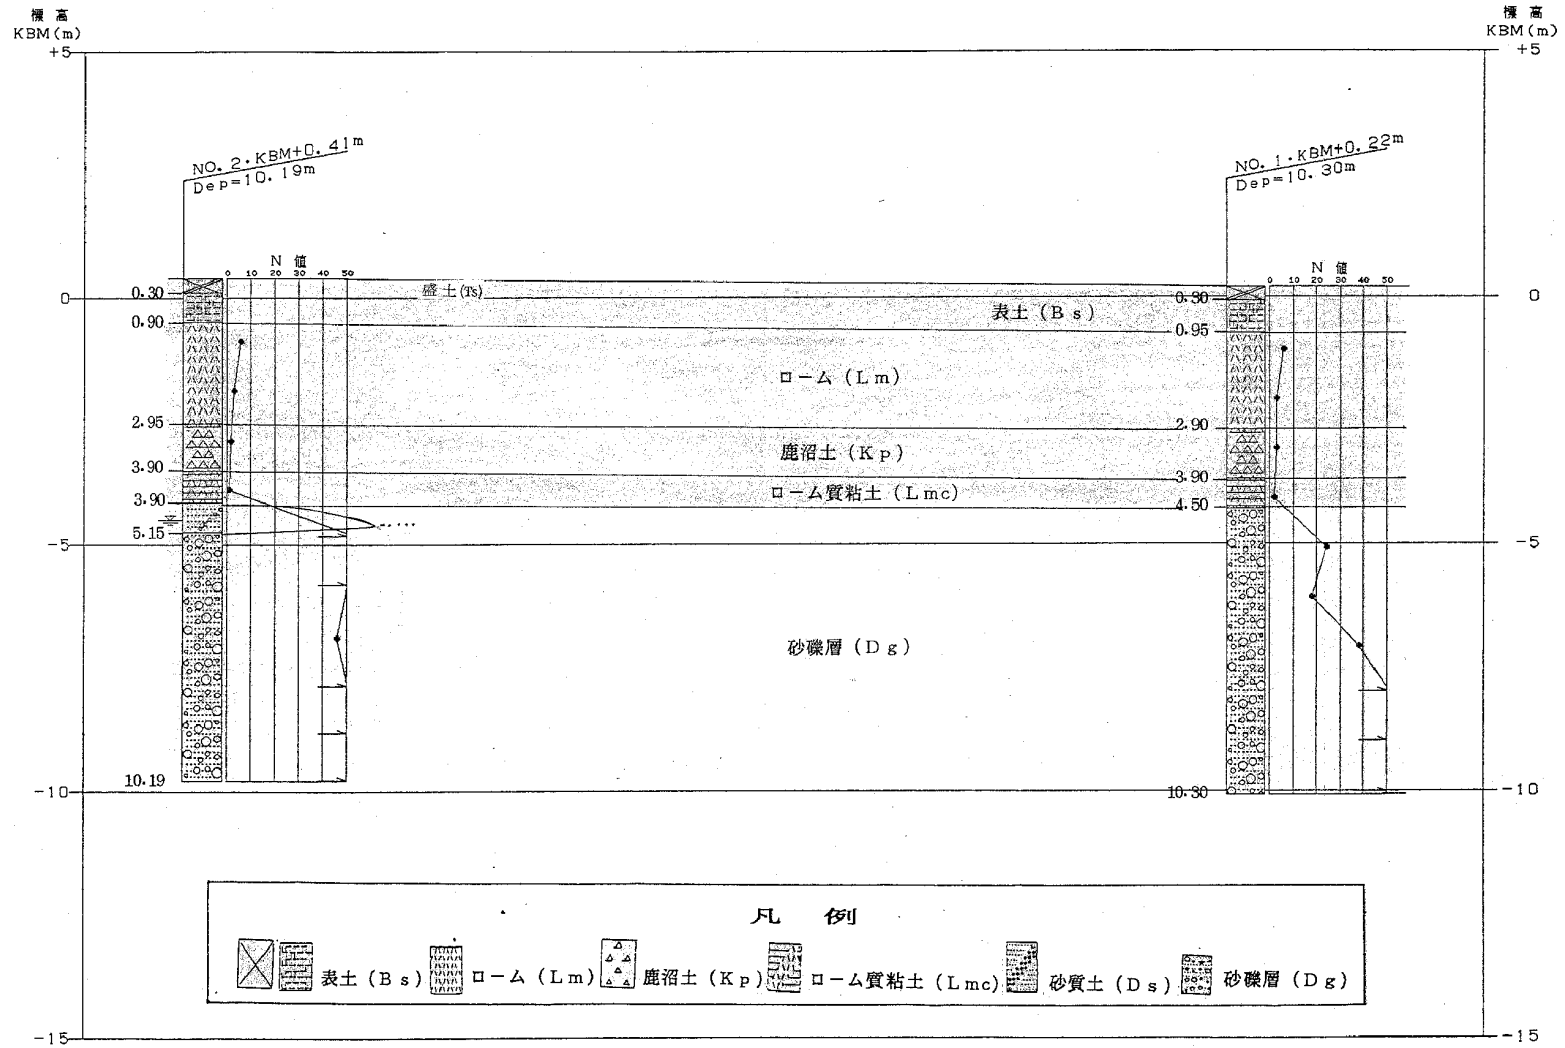 標 高
KBM(m)
標 高
KBM(m)
+5
+5
NO. 2・KBM+0. 41m
Dep=10. 19m
NO. 1・KBM+0. 22m
Dep=10. 30m
N 値
0 10 20 30 40 50
N 値
0 10 20 30 40 50
0
0.30
盛土(Ts)
0.30
0
表土 (Bs)
0.90
0.95
ローム (Lm)
2.95
2.90
鹿沼土 (Kp)
3.90
3.90
ローム質粘土 (Lmc)
3.90
4.50
5.15
-5
-5
砂礫層 (Dg)
10.19
10.30
-10
-10
凡 例
表土 (Bs)
ローム (Lm)
鹿沼土 (Kp)
ローム質粘土 (Lmc)
砂質土 (Ds)
砂礫層 (Dg)
-15
-15